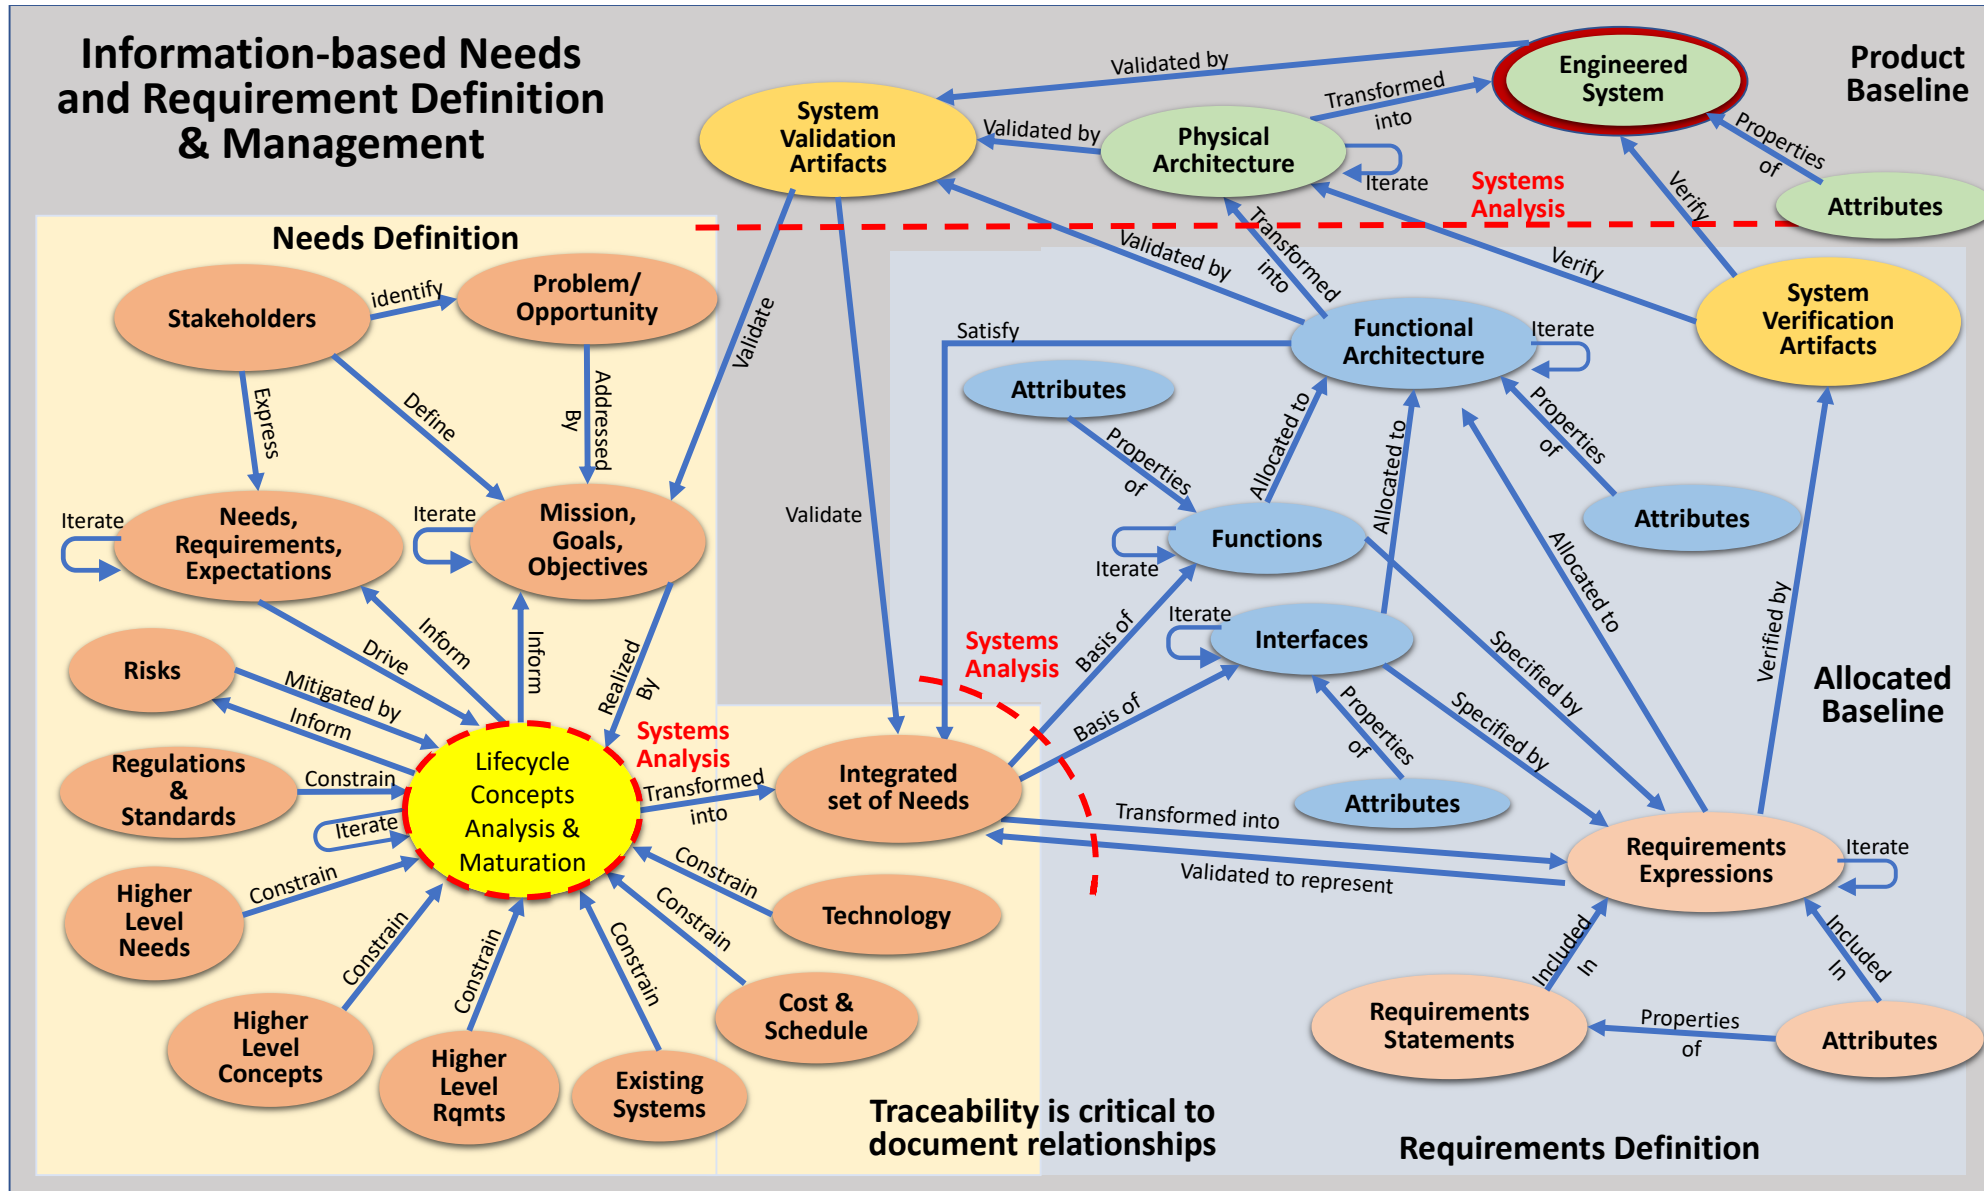 Information-based Needs
and Requirement Definition
& Management
Product
Baseline
Engineered
System
Validated by
Transformed
into
System
Validation
Artifacts
Validated by
Physical
Architecture
Iterate
Properties
of
Attributes
Systems
Analysis
Verify
Verify
Needs Definition
Stakeholders
identify
Problem/
Opportunity
Validate
Validated by
Transformed
into
System
Verification
Artifacts
Satisfy
Functional
Architecture
Iterate
Attributes
Express
Define
Addressed
By
Properties
of
Allocated to
Allocated to
Properties
of
Attributes
Iterate
Needs,
Requirements,
Expectations
Iterate
Mission,
Goals,
Objectives
Validate
Functions
Iterate
Allocated to
Verified by
Iterate
Interfaces
Basis of
Basis of
Systems
Analysis
Specified by
Specified by
Allocated
Baseline
Drive
Inform
Inform
Realized
By
Risks
Mitigated by
Inform
Systems
Analysis
Properties
of
Attributes
Regulations
&
Standards
Constrain
Iterate
Lifecycle
Concepts
Analysis &
Maturation
Transformed
into
Integrated
set of Needs
Transformed into
Validated to represent
Requirements
Expressions
Iterate
Higher
Level
Needs
Constrain
Constrain
Constrain
Constrain
Constrain
Constrain
Technology
Cost &
Schedule
Included
In
Included
In
Higher
Level
Concepts
Higher
Level
Rqmts
Existing
Systems
Requirements
Statements
Properties
of
Attributes
Traceability is critical to
document relationships
Requirements Definition